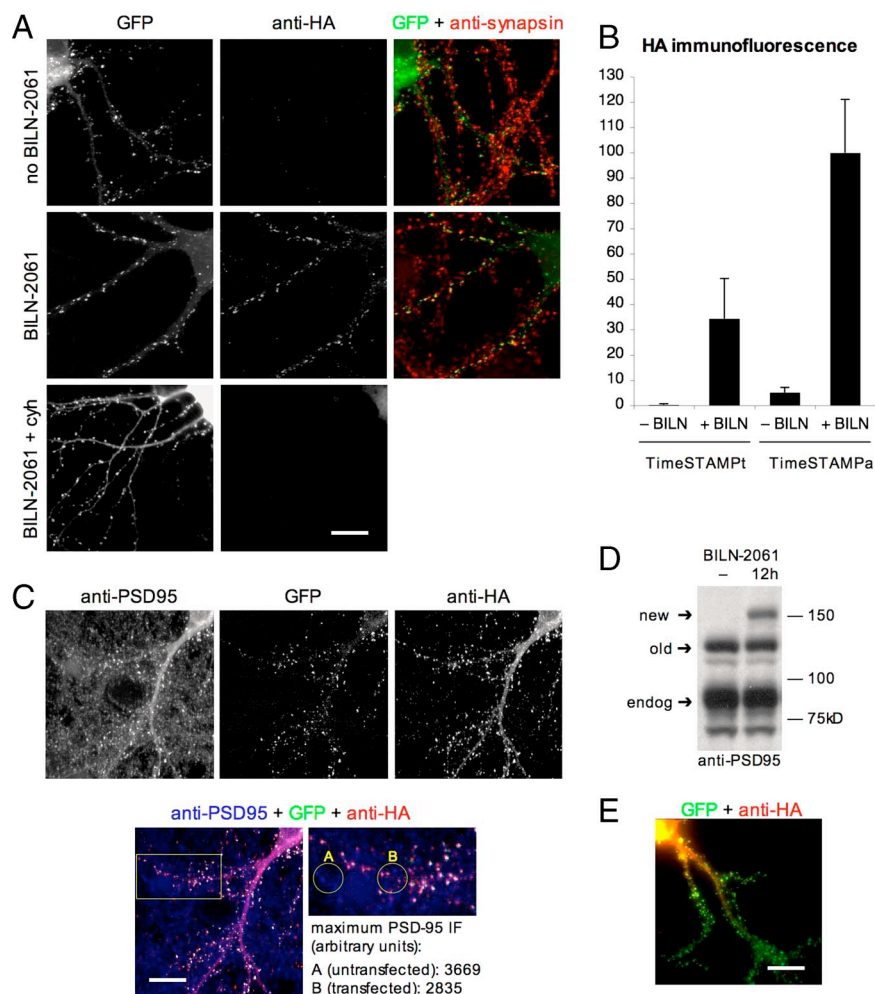 A
GFP
anti-HA
GFP + anti-synapsin
no BILN-2061
BILN-2061
BILN-2061 + cyh
B
HA immunofluorescence
130
120
110
100
90
80
70
60
50
40
30
20
10
0
– BILN + BILN – BILN + BILN
TimeSTAMPt TimeSTAMPa
C
anti-PSD95
GFP
anti-HA
anti-PSD95 + GFP + anti-HA
A
B
maximum PSD-95 IF
(arbitrary units):
A (untransfected): 3669
B (transfected): 2835
D
BILN-2061
– 12h
new ➔ — 150
old ➔
— 100
endog ➔
— 75kD
anti-PSD95
E
GFP + anti-HA